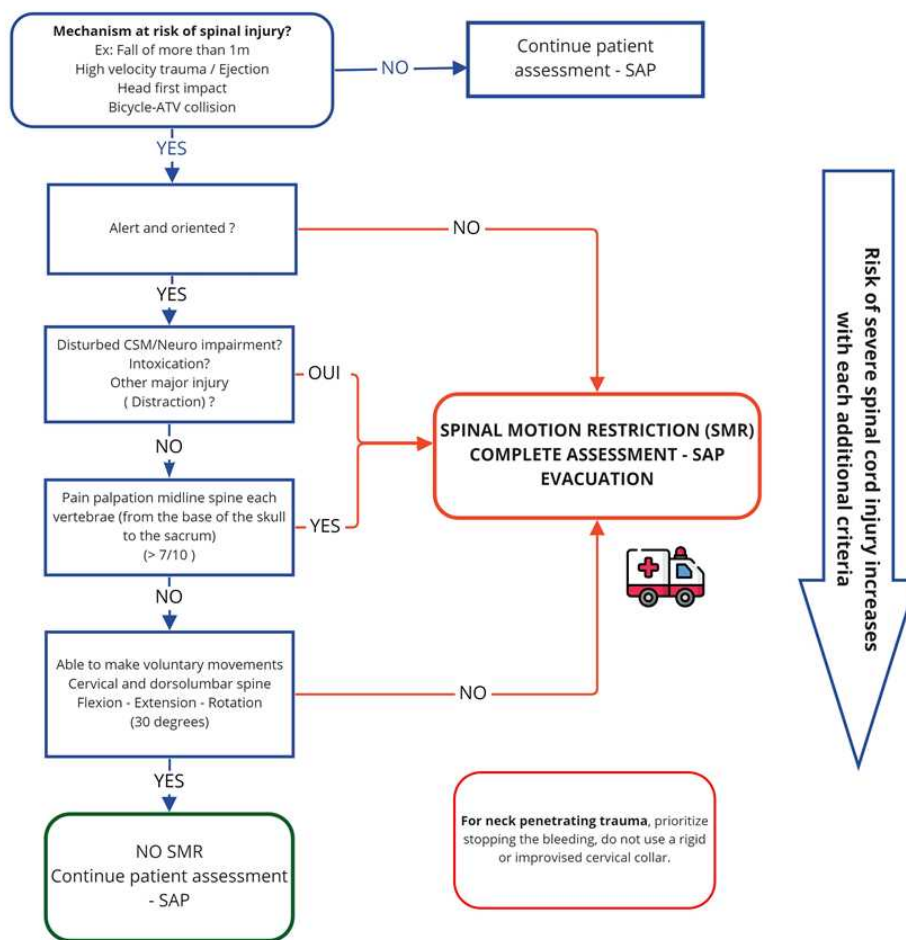 Mechanism at risk of spinal injury?
Ex: Fall of more than 1m
High velocity trauma / Ejection
Head first impact
Bicycle-ATV collision
NO
Continue patient
assessment - SAP
YES
Alert and oriented ?
NO
YES
Disturbed CSM/Neuro impairment?
Intoxication?
Other major injury
( Distraction) ?
OUI
NO
Pain palpation midline spine each
vertebrae (from the base of the skull
to the sacrum)
(> 7/10 )
YES
NO
SPINAL MOTION RESTRICTION (SMR)
COMPLETE ASSESSMENT - SAP
EVACUATION
Able to make voluntary movements
Cervical and dorsolumbar spine
Flexion - Extension - Rotation
(30 degrees)
NO
YES
NO SMR
Continue patient assessment
- SAP
For neck penetrating trauma, prioritize
stopping the bleeding, do not use a rigid
or improvised cervical collar.
Risk of severe spinal cord injury increases
with each additional criteria